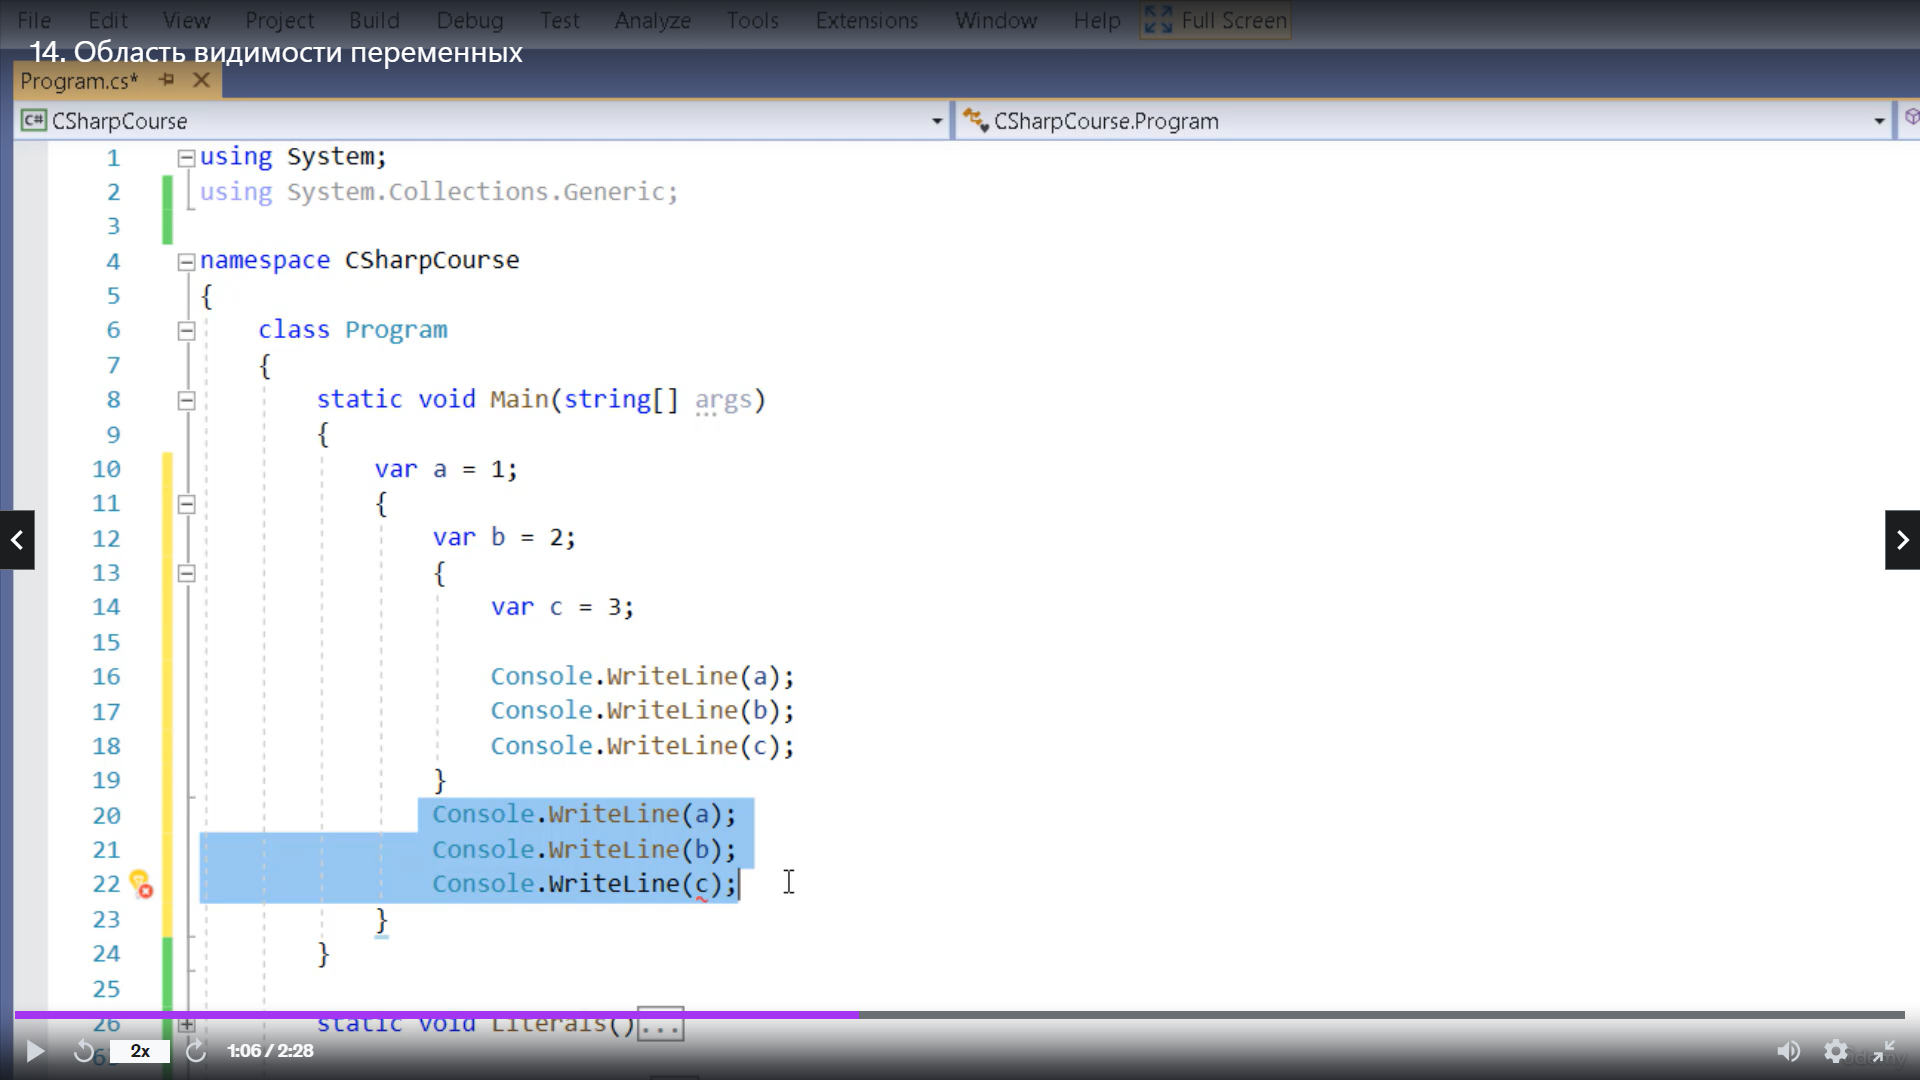 File Edit View Project Build Debug Test Analyze Tools Extensions Window Help Full Screen
14. Область видимости переменных
Program.cs*
C# CSharpCourse CSharpCourse.Program
1 using System;
2 using System.Collections.Generic;
3
4 namespace CSharpCourse
5 {
6 class Program
7 {
8 static void Main(string[] args)
9 {
10 var a = 1;
11 {
12 var b = 2;
13 {
14 var c = 3;
15
16 Console.WriteLine(a);
17 Console.WriteLine(b);
18 Console.WriteLine(c);
19 }
20 Console.WriteLine(a);
21 Console.WriteLine(b);
22 Console.WriteLine(c);
23 }
24 }
25
26 static void Literals()...
2x 1:06 / 2:28